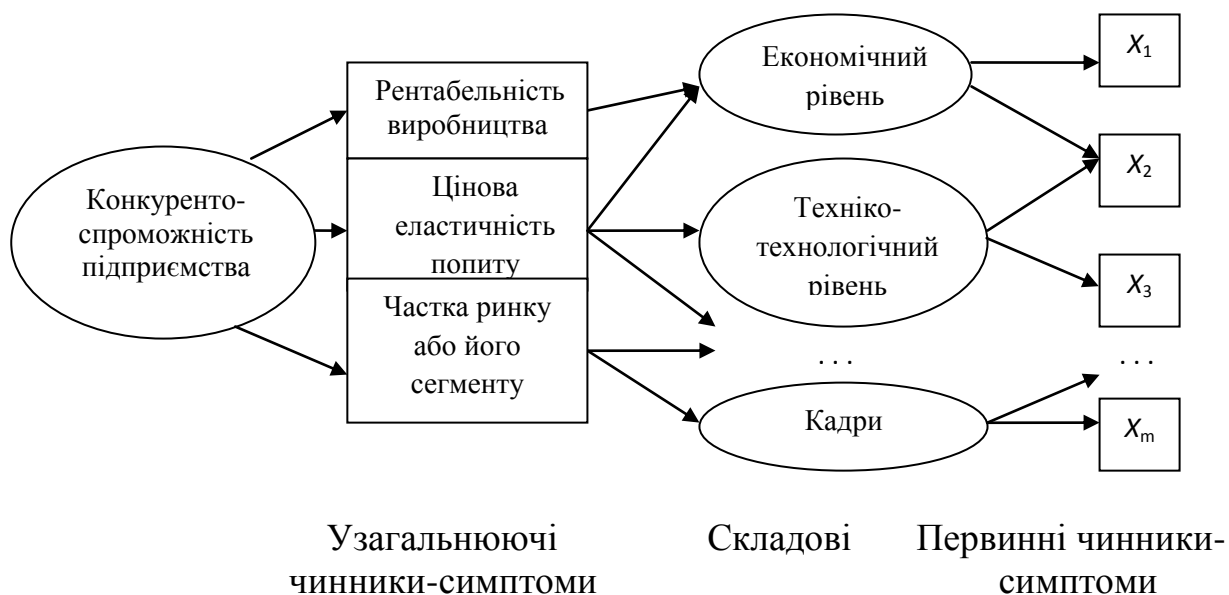 Конкуренто-
спроможність
підприємства
Рентабельність
виробництва
Цінова
еластичність
попиту
Частка ринку
або його
сегменту
Економічний
рівень
Техніко-
технологічний
рівень
. . .
Кадри
X1
X2
X3
. . .
Xm
Узагальнюючі
чинники-симптоми
Складові
Первинні чинники-
симптоми